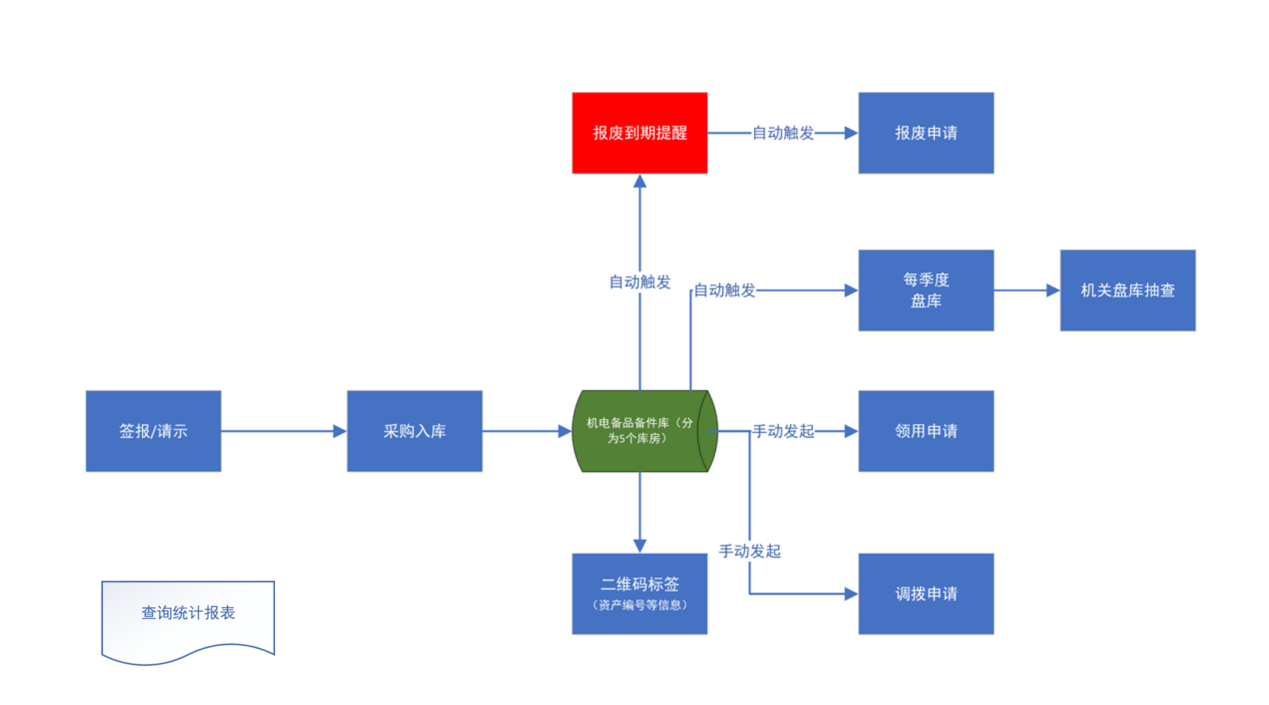 报废到期提醒
自动触发
报废申请
自动触发
自动触发
每季度
盘库
机关盘库抽查
签报/请示
采购入库
机电备品备件库（分
为5个库房）
手动发起
领用申请
手动发起
二维码标签
（资产编号等信息）
调拨申请
查询统计报表